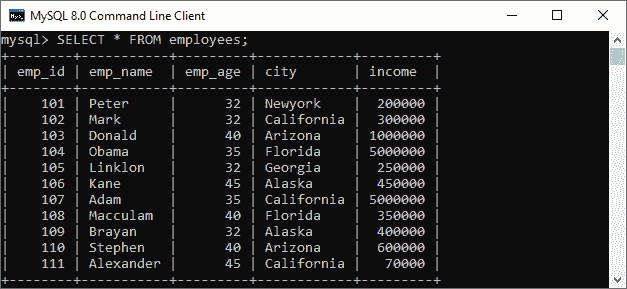 MySQL 8.0 Command Line Client
mysql> SELECT * FROM employees;
+--------+-----------+---------+------------+---------+
| emp_id | emp_name  | emp_age | city       | income  |
+--------+-----------+---------+------------+---------+
|    101 | Peter     |      32 | Newyork    |  200000 |
|    102 | Mark      |      32 | California |  300000 |
|    103 | Donald    |      40 | Arizona    | 1000000 |
|    104 | Obama     |      35 | Florida    | 5000000 |
|    105 | Linklon   |      32 | Georgia    |  250000 |
|    106 | Kane      |      45 | Alaska     |  450000 |
|    107 | Adam      |      35 | California | 5000000 |
|    108 | Macculam  |      40 | Florida    |  350000 |
|    109 | Brayan    |      32 | Alaska     |  400000 |
|    110 | Stephen   |      40 | Arizona    |  600000 |
|    111 | Alexander |      45 | California |   70000 |
+--------+-----------+---------+------------+---------+